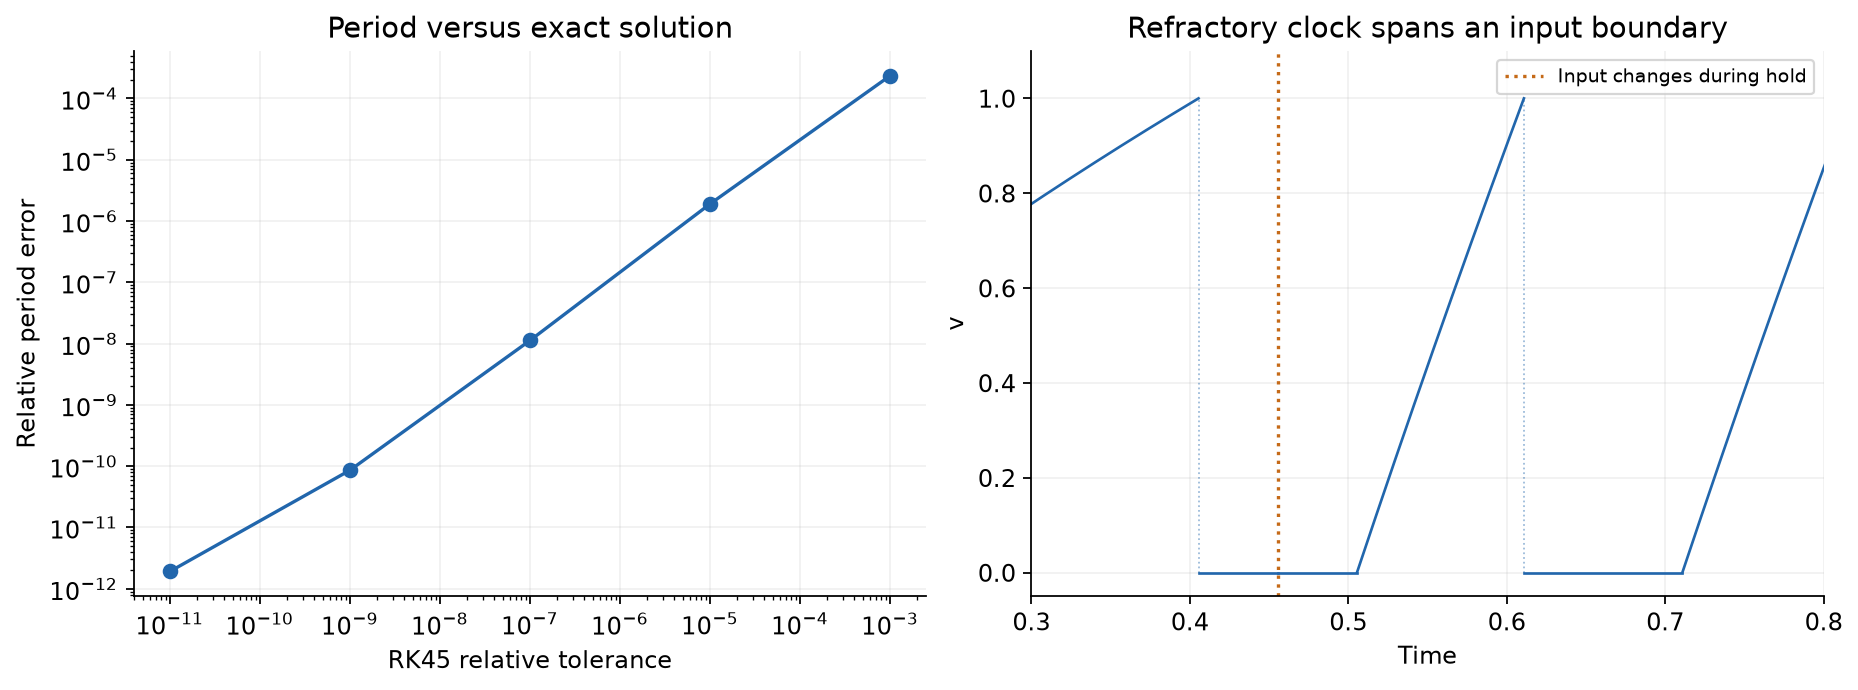 Period versus exact solution
Relative period error
10⁻⁴
10⁻⁵
10⁻⁶
10⁻⁷
10⁻⁸
10⁻⁹
10⁻¹⁰
10⁻¹¹
10⁻¹²
10⁻¹¹ 10⁻¹⁰ 10⁻⁹ 10⁻⁸ 10⁻⁷ 10⁻⁶ 10⁻⁵ 10⁻⁴ 10⁻³
RK45 relative tolerance
Refractory clock spans an input boundary
Input changes during hold
v
1.0
0.8
0.6
0.4
0.2
0.0
0.3 0.4 0.5 0.6 0.7 0.8
Time